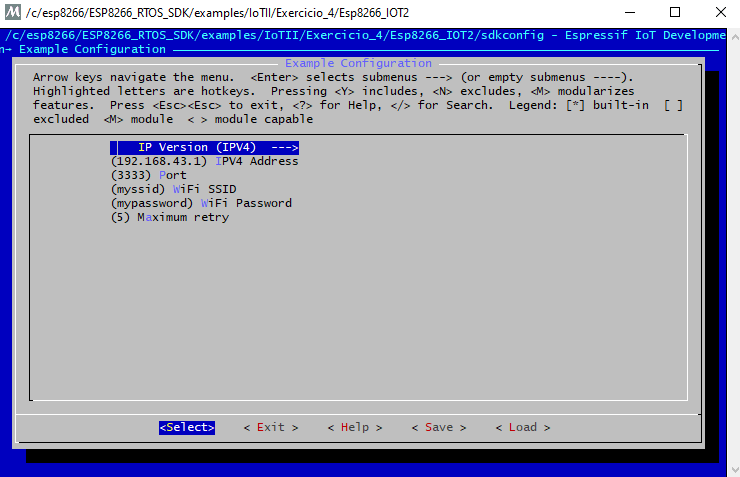 /c/esp8266/ESP8266_RTOS_SDK/examples/IoTII/Exercicio_4/Esp8266_IOT2
/c/esp8266/ESP8266_RTOS_SDK/examples/IoTII/Exercicio_4/Esp8266_IOT2/sdkconfig - Espressif IoT Developme
n→ Example Configuration
Example Configuration
Arrow keys navigate the menu.  <Enter> selects submenus ---> (or empty submenus ----).
Highlighted letters are hotkeys.  Pressing <Y> includes, <N> excludes, <M> modularizes
features.  Press <Esc><Esc> to exit, <?> for Help, </> for Search.  Legend: [*] built-in  [ ]
excluded  <M> module  < > module capable
IP Version (IPV4)  --->
(192.168.43.1) IPV4 Address
(3333) Port
(myssid) WiFi SSID
(mypassword) WiFi Password
(5) Maximum retry
<Select>    < Exit >    < Help >    < Save >    < Load >